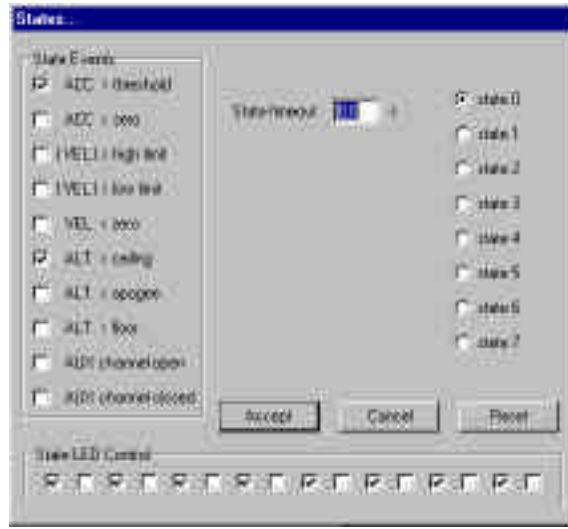 States...
State Events
ACC > threshold
ACC < zero
|VEL| > high limit
|VEL| < low limit
VEL < zero
ALT. > ceiling
ALT. < apogee
ALT. < floor
AUX channel open
AUX channel closed
State timeout
state 0
state 1
state 2
state 3
state 4
state 5
state 6
state 7
Accept
Cancel
Reset
State LED Control